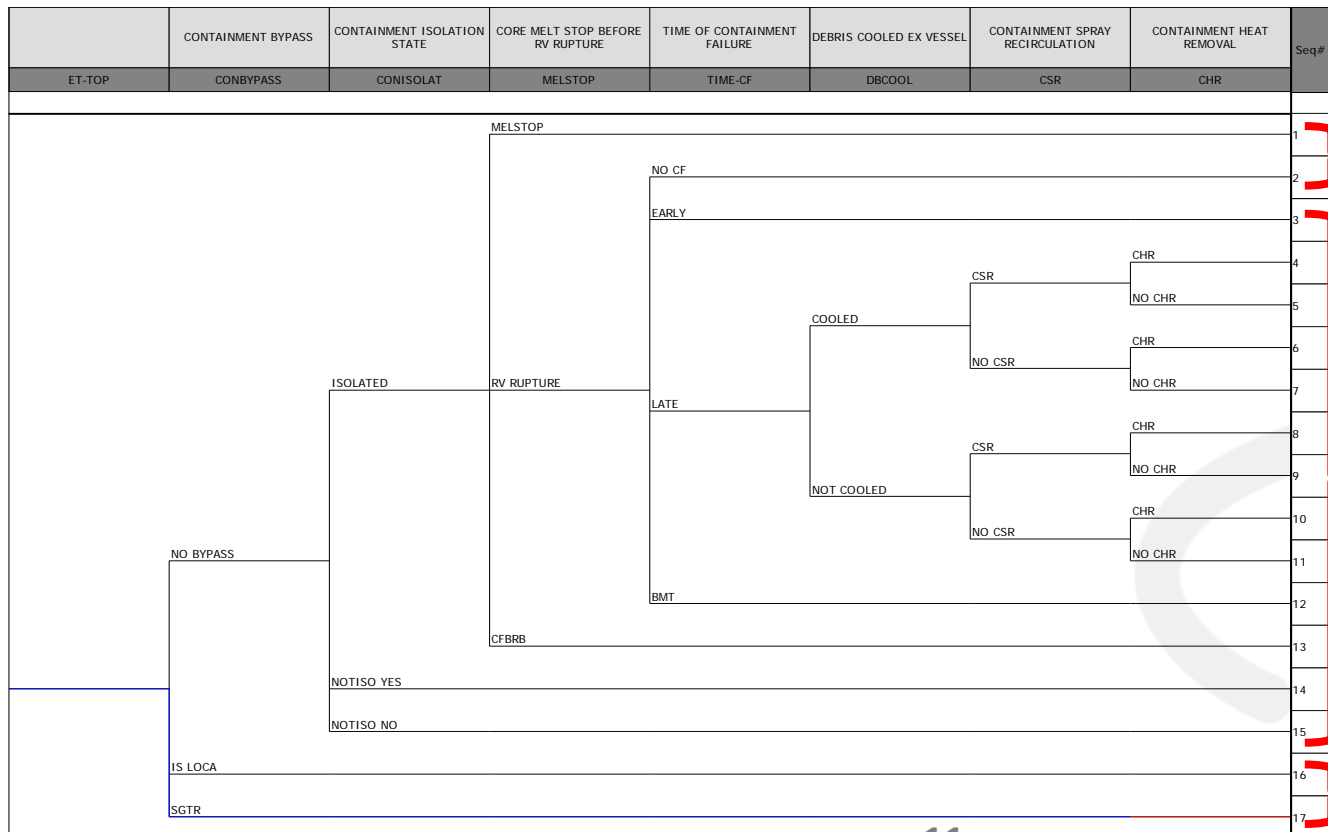 CONTAINMENT BYPASS
CONTAINMENT ISOLATION
STATE
CORE MELT STOP BEFORE
RV RUPTURE
TIME OF CONTAINMENT
FAILURE
DEBRIS COOLED EX VESSEL
CONTAINMENT SPRAY
RECIRCULATION
CONTAINMENT HEAT
REMOVAL
Seq#
ET-TOP
CONBYPASS
CONISOLAT
MELSTOP
TIME-CF
DBCOOL
CSR
CHR
MELSTOP
1
NO CF
2
EARLY
3
CHR
4
CSR
NO CHR
5
COOLED
CHR
6
NO CSR
ISOLATED
RV RUPTURE
NO CHR
7
LATE
CHR
8
CSR
NO CHR
9
NOT COOLED
CHR
10
NO CSR
NO BYPASS
NO CHR
11
BMT
12
CFBRB
13
NOTISO YES
14
NOTISO NO
15
IS LOCA
16
SGTR
17